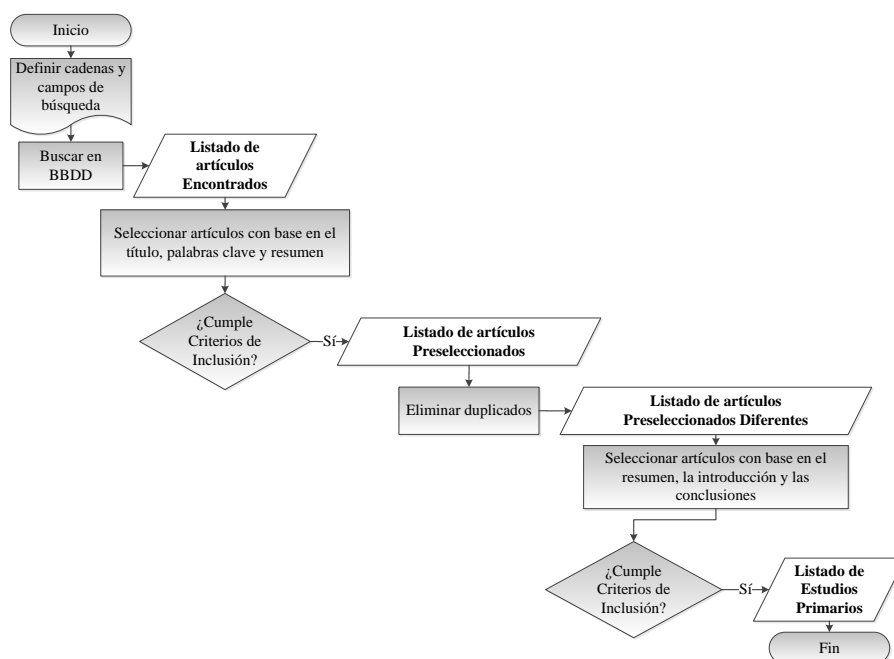 Inicio
Definir cadenas y
campos de
búsqueda
Buscar en
BBDD
Listado de
artículos
Encontrados
Seleccionar artículos con base en el
título, palabras clave y resumen
¿Cumple
Criterios de
Inclusión?
Sí
Listado de artículos
Preseleccionados
Eliminar duplicados
Listado de artículos
Preseleccionados Diferentes
Seleccionar artículos con base en el
resumen, la introducción y las
conclusiones
¿Cumple
Criterios de
Inclusión?
Sí
Listado de
Estudios
Primarios
Fin